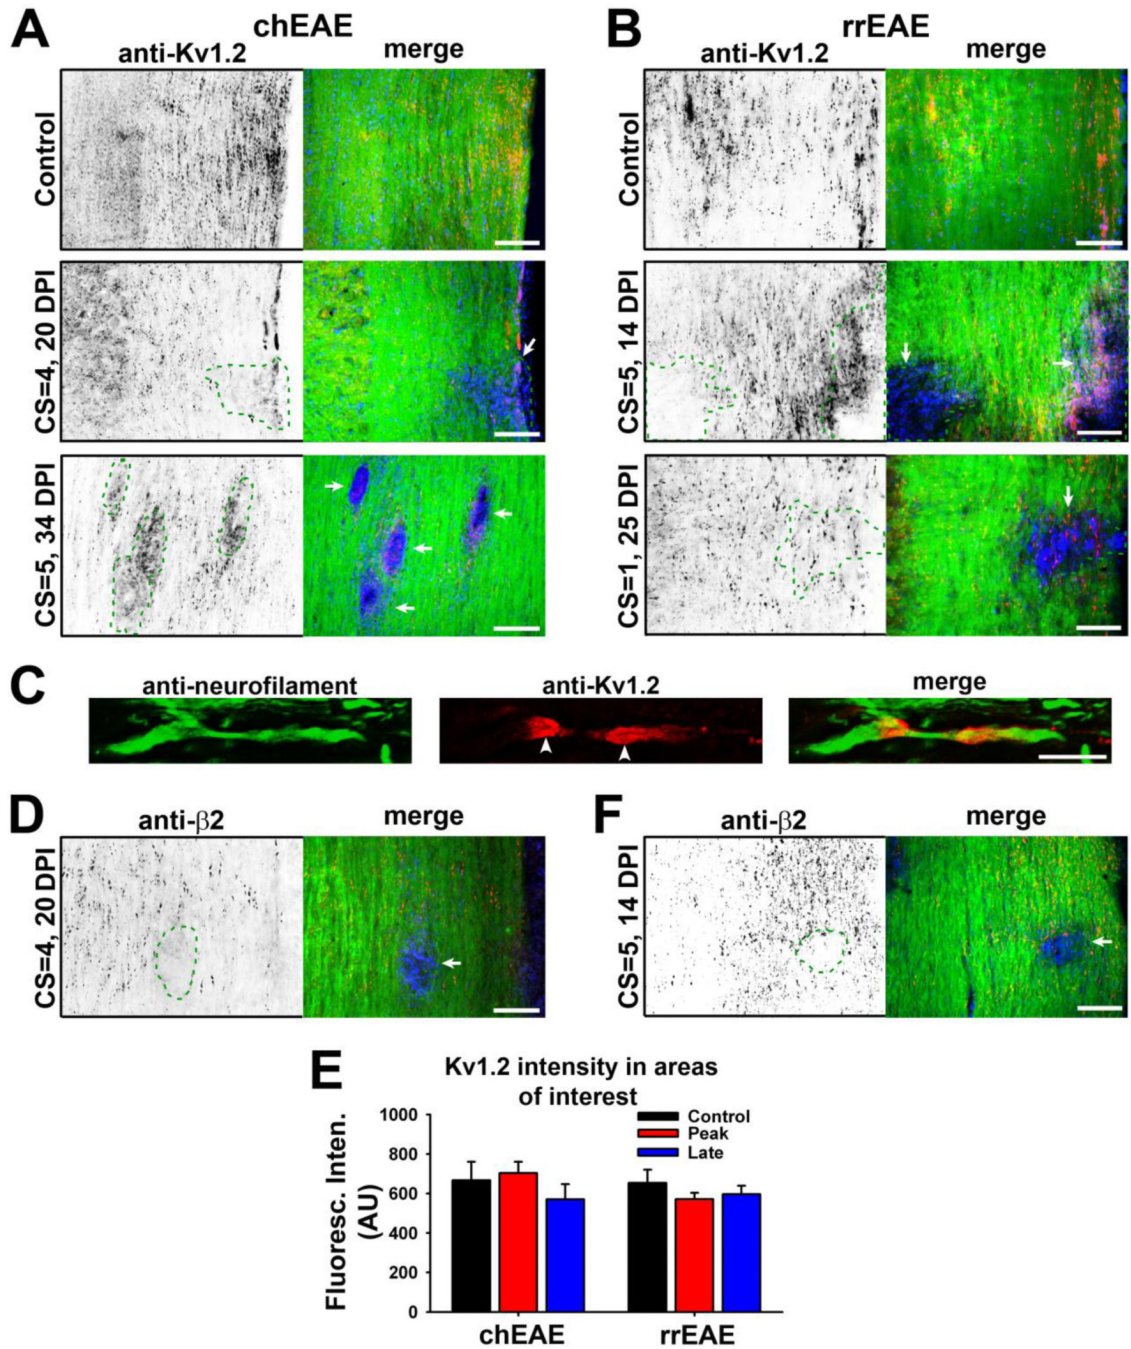 A
chEAE
anti-Kv1.2
merge
Control
CS=4, 20 DPI
CS=5, 34 DPI
B
rrEAE
anti-Kv1.2
merge
Control
CS=5, 14 DPI
CS=1, 25 DPI
C
anti-neurofilament
anti-Kv1.2
merge
D
anti-β2
merge
CS=4, 20 DPI
F
anti-β2
merge
CS=5, 14 DPI
E
Kv1.2 intensity in areas
of interest
Fluoresc. Inten.
(AU)
1000
800
600
400
200
0
Control
Peak
Late
chEAE
rrEAE